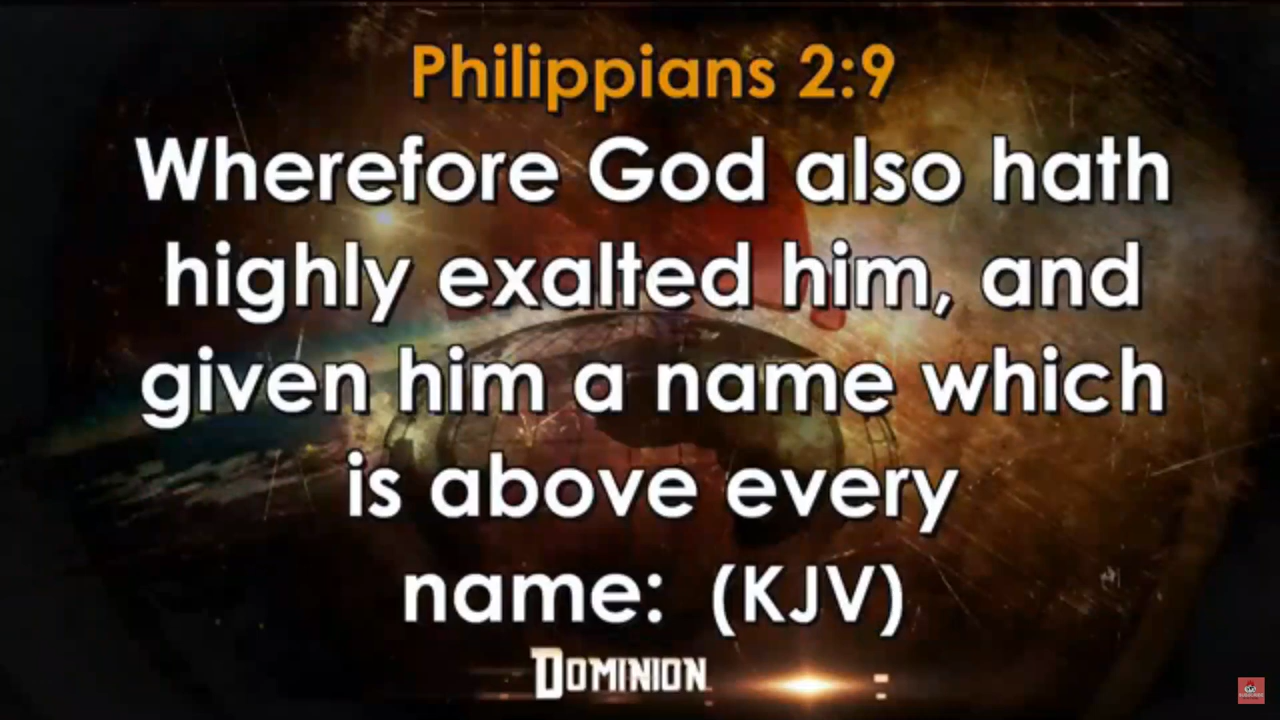 Philippians 2:9
Wherefore God also hath
highly exalted him, and
given him a name which
is above every
name: (KJV)
DOMINION